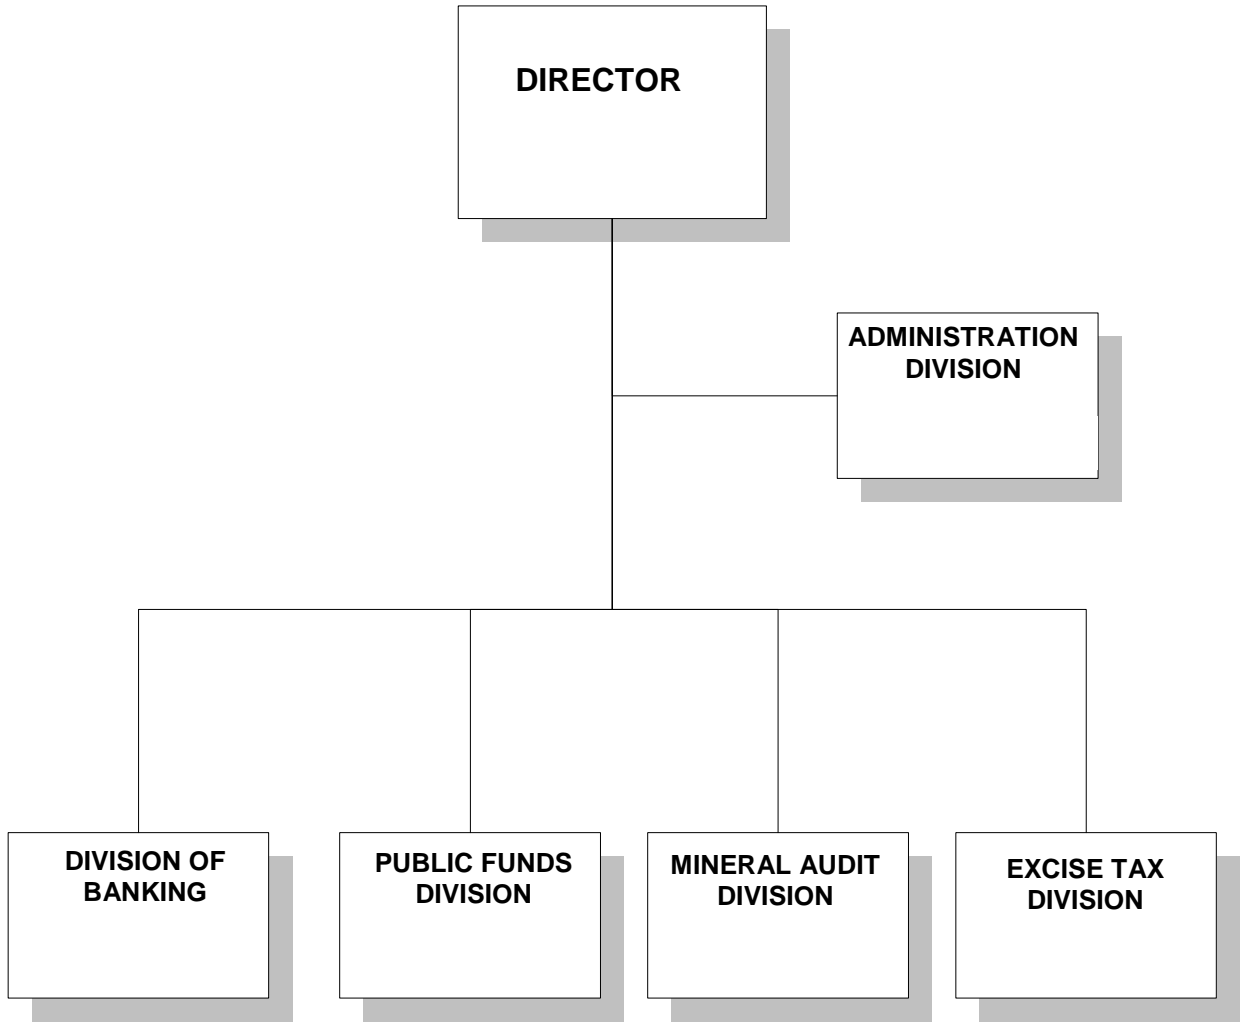 DIRECTOR
ADMINISTRATION
DIVISION
DIVISION OF
BANKING
PUBLIC FUNDS
DIVISION
MINERAL AUDIT
DIVISION
EXCISE TAX
DIVISION